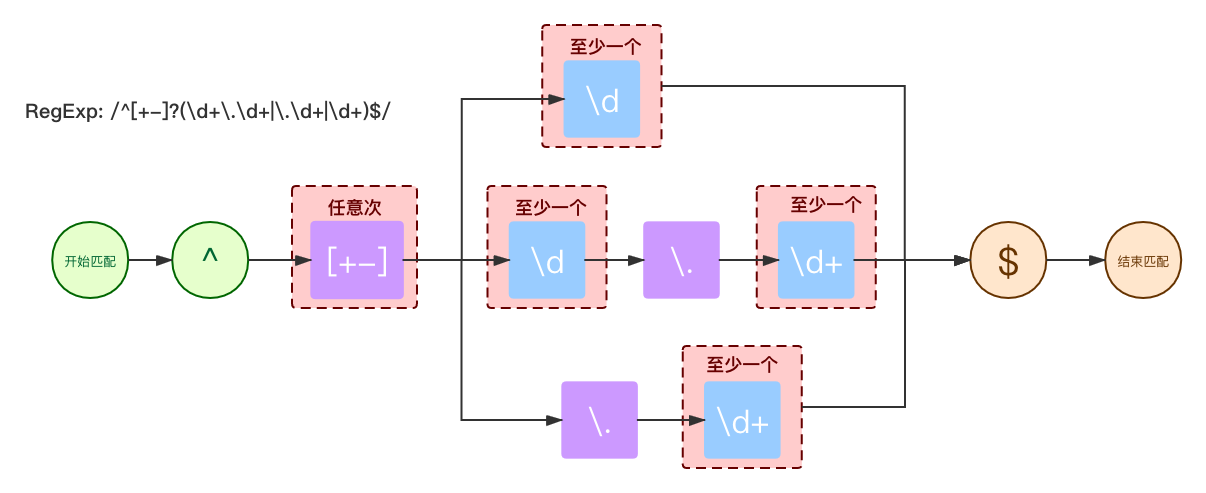 至少一个
\d
RegExp: /^[+−]?(\d+\.\d+|\.\d+|\d+)$/
开始匹配
^
任意次
[+−]
至少一个
\d
\.
至少一个
\d+
$
结束匹配
\.
至少一个
\d+